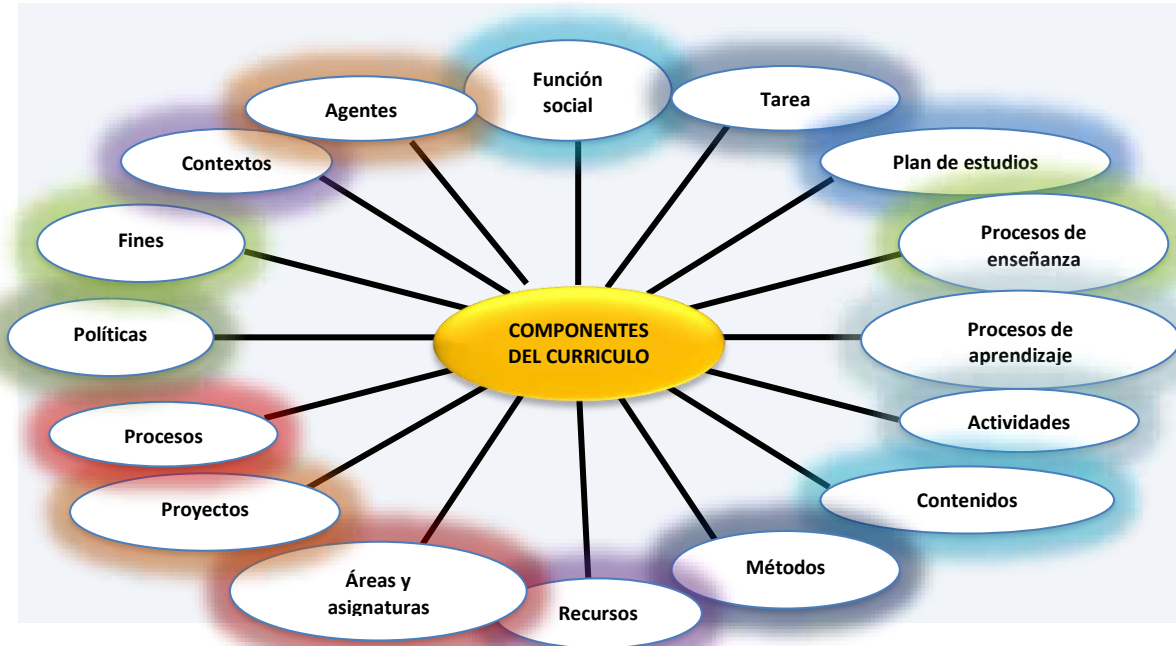 Función
social
Tarea
Plan de estudios
Procesos de
enseñanza
Procesos de
aprendizaje
Actividades
Contenidos
Métodos
Recursos
Áreas y
asignaturas
Proyectos
Procesos
Políticas
Fines
Contextos
Agentes
COMPONENTES
DEL CURRICULO